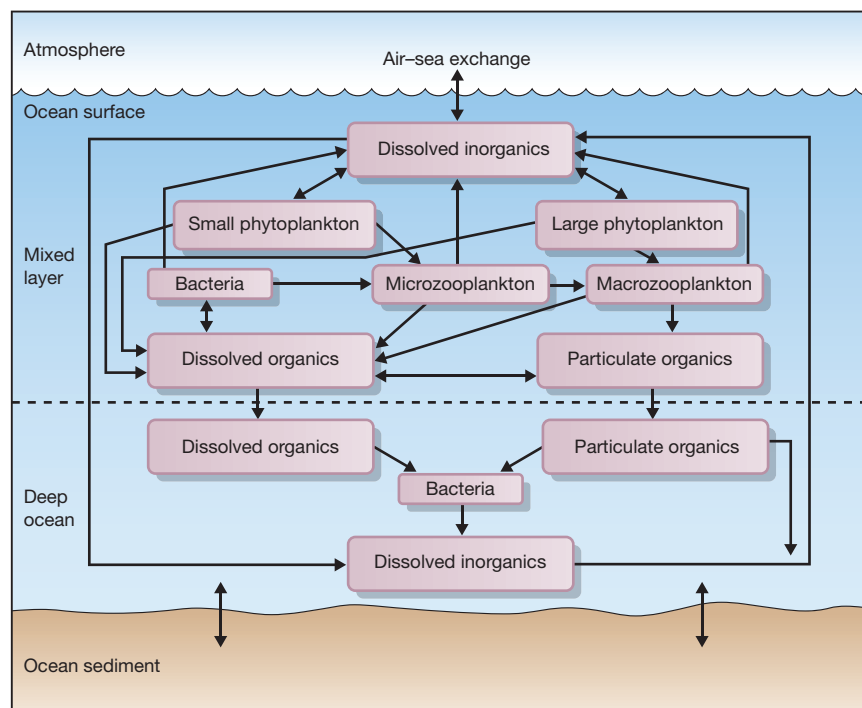 Atmosphere
Air–sea exchange
Ocean surface
Dissolved inorganics
Small phytoplankton
Large phytoplankton
Mixed
layer
Bacteria
Microzooplankton
Macrozooplankton
Dissolved organics
Particulate organics
Dissolved organics
Particulate organics
Bacteria
Deep
ocean
Dissolved inorganics
Ocean sediment